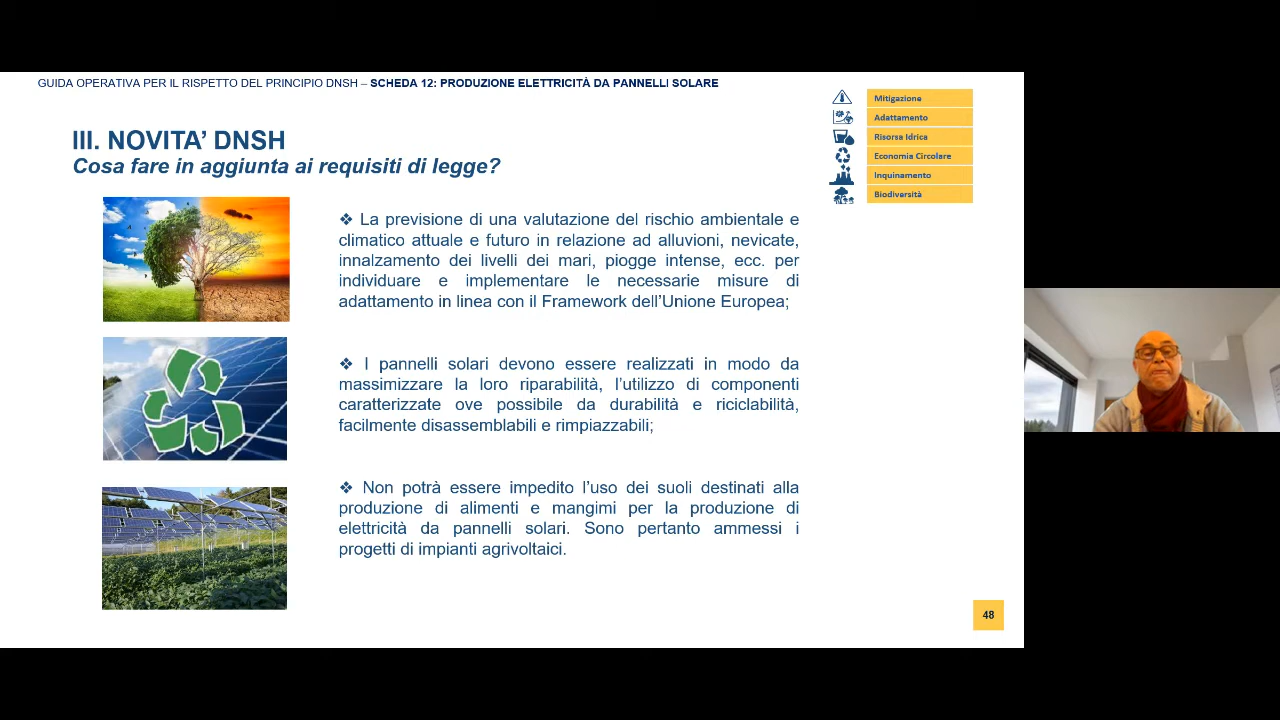 GUIDA OPERATIVA PER IL RISPETTO DEL PRINCIPIO DNSH – SCHEDA 12: PRODUZIONE ELETTRICITÀ DA PANNELLI SOLARE
Mitigazione
Adattamento
Risorsa Idrica
Economia Circolare
Inquinamento
Biodiversità
III. NOVITA’ DNSH
Cosa fare in aggiunta ai requisiti di legge?
❖ La previsione di una valutazione del rischio ambientale e
climatico attuale e futuro in relazione ad alluvioni, nevicate,
innalzamento dei livelli dei mari, piogge intense, ecc. per
individuare e implementare le necessarie misure di
adattamento in linea con il Framework dell’Unione Europea;
❖ I pannelli solari devono essere realizzati in modo da
massimizzare la loro riparabilità, l’utilizzo di componenti
caratterizzate ove possibile da durabilità e riciclabilità,
facilmente disassemblabili e rimpiazzabili;
❖ Non potrà essere impedito l’uso dei suoli destinati alla
produzione di alimenti e mangimi per la produzione di
elettricità da pannelli solari. Sono pertanto ammessi i
progetti di impianti agrivoltaici.
48